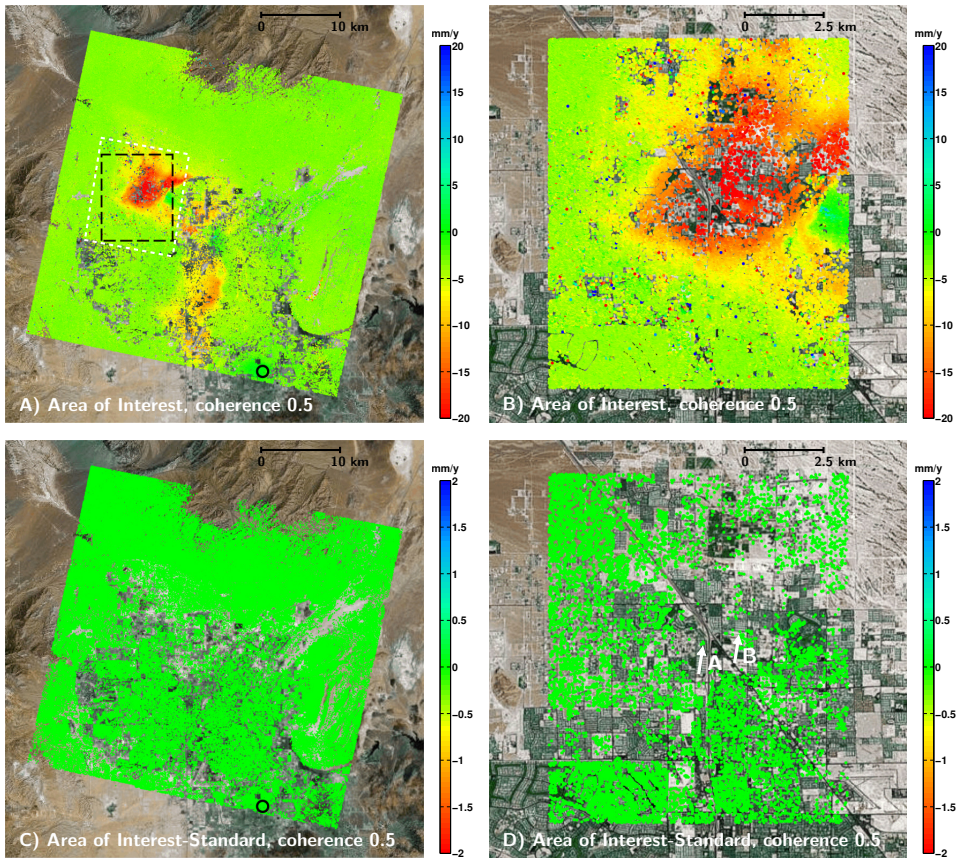 0 10 km
mm/y
20
15
10
5
0
−5
−10
−15
−20
A) Area of Interest, coherence 0.5
0 2.5 km
mm/y
20
15
10
5
0
−5
−10
−15
−20
B) Area of Interest, coherence 0.5
0 10 km
mm/y
2
1.5
1
0.5
0
−0.5
−1
−1.5
−2
C) Area of Interest-Standard, coherence 0.5
0 2.5 km
A
B
mm/y
2
1.5
1
0.5
0
−0.5
−1
−1.5
−2
D) Area of Interest-Standard, coherence 0.5